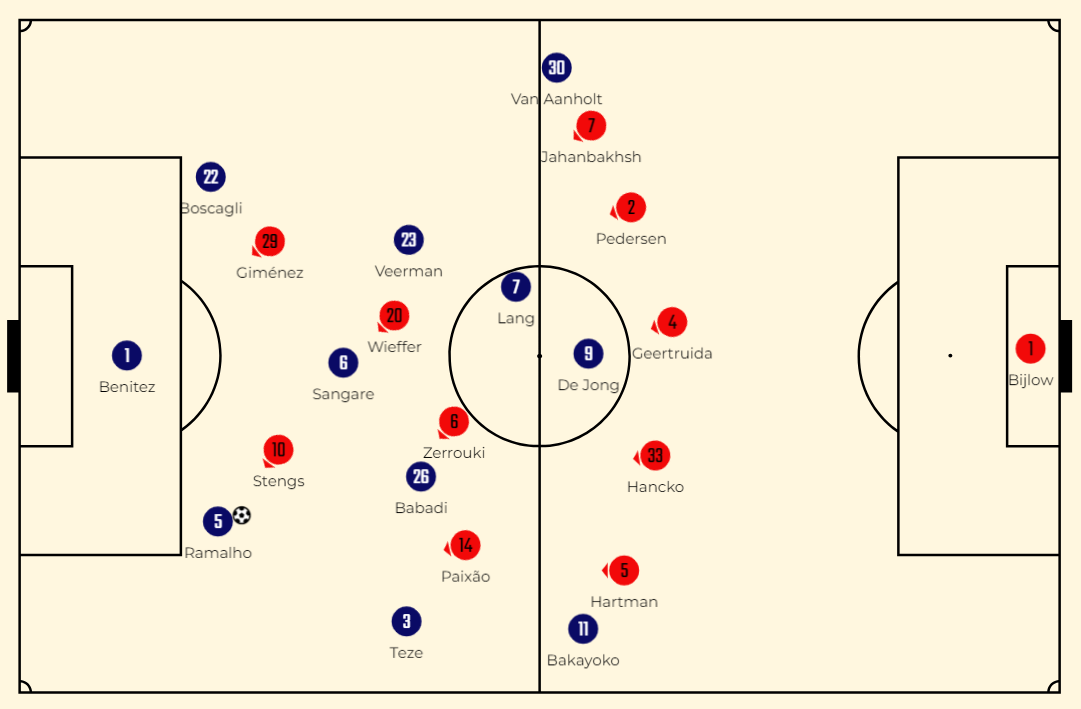 30
Van Aanholt
7
Jahanbakhsh
22
Boscagli
2
Pedersen
29
Giménez
23
Veerman
7
Lang
20
Wieffer
4
Geertruida
1
Benitez
6
Sangare
9
De Jong
1
Bijlow
6
Zerrouki
10
Stengs
26
Babadi
33
Hancko
5
Ramalho
14
Paixão
5
Hartman
3
Teze
11
Bakayoko